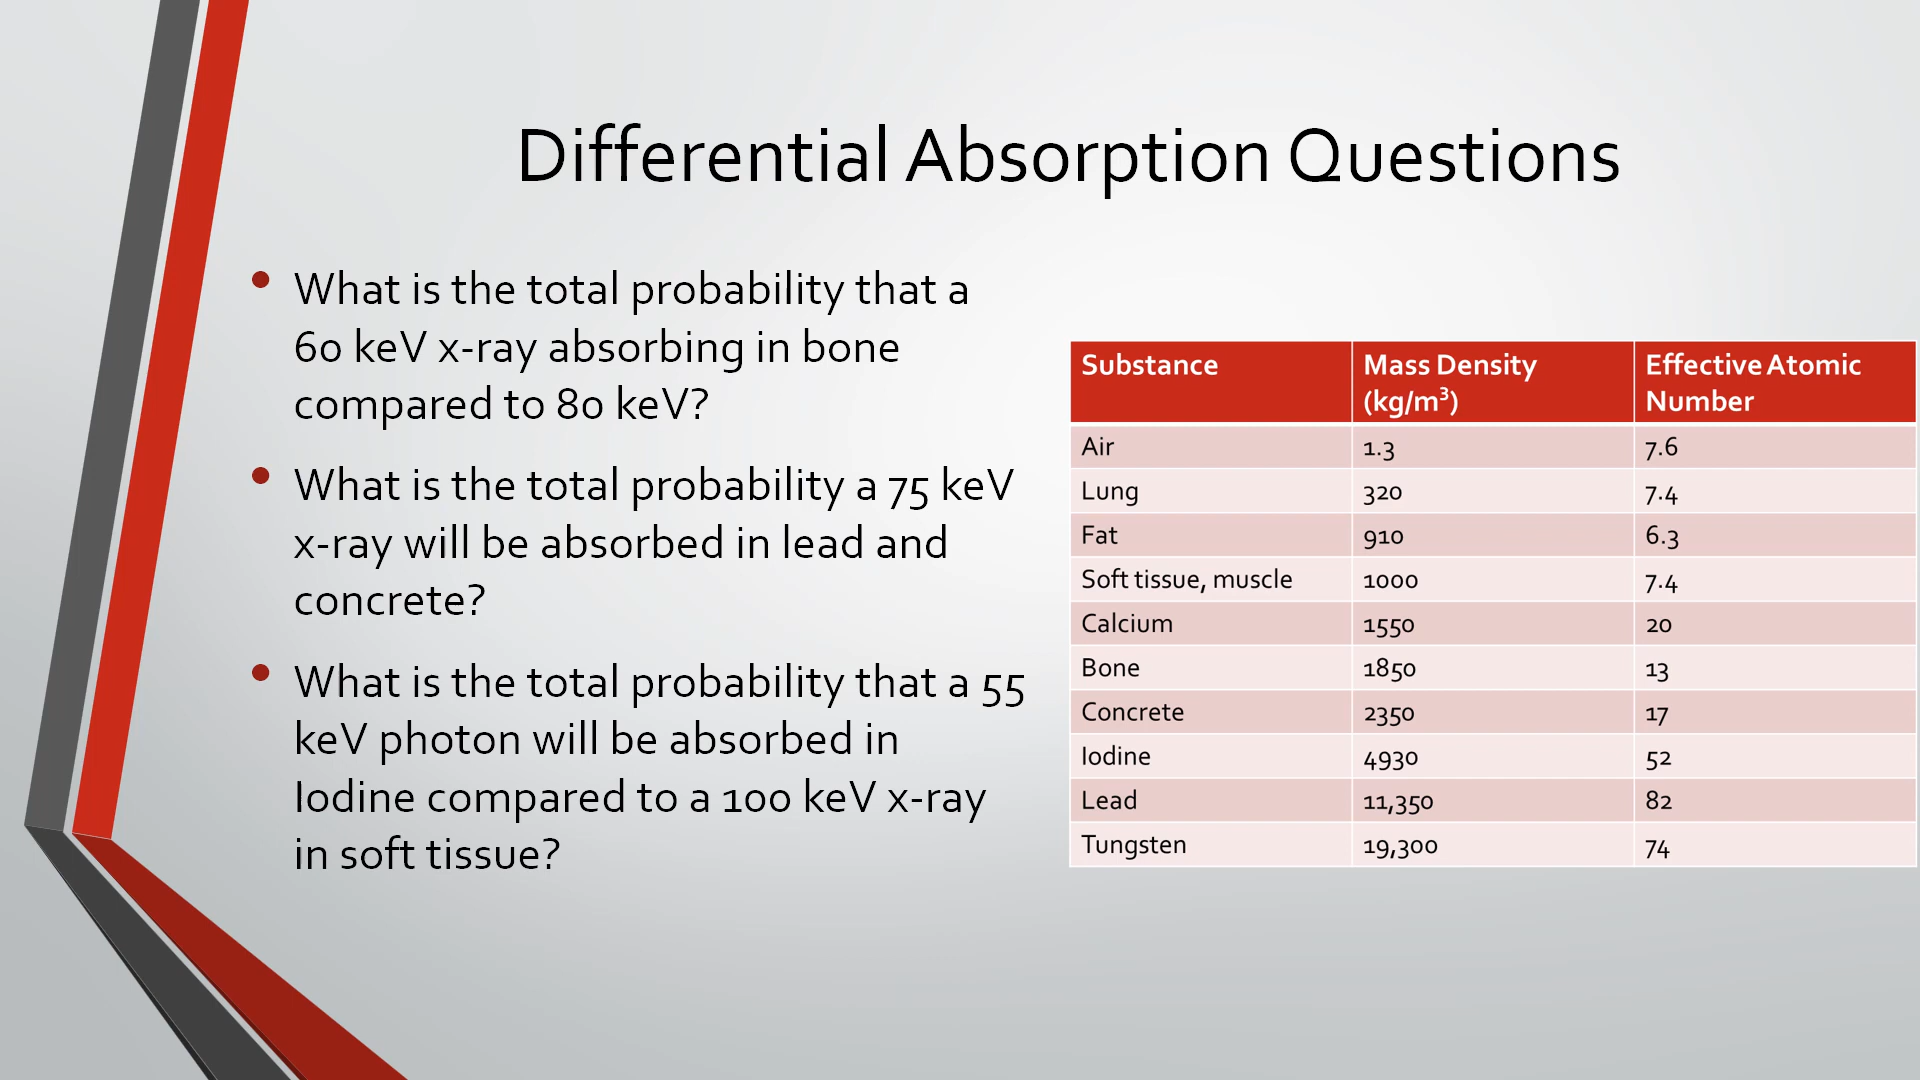 Differential Absorption Questions
• What is the total probability that a
60 keV x-ray absorbing in bone
compared to 80 keV?
• What is the total probability a 75 keV
x-ray will be absorbed in lead and
concrete?
• What is the total probability that a 55
keV photon will be absorbed in
Iodine compared to a 100 keV x-ray
in soft tissue?
Substance Mass Density Effective Atomic
(kg/m³) Number
Air 1.3 7.6
Lung 320 7.4
Fat 910 6.3
Soft tissue, muscle 1000 7.4
Calcium 1550 20
Bone 1850 13
Concrete 2350 17
Iodine 4930 52
Lead 11,350 82
Tungsten 19,300 74